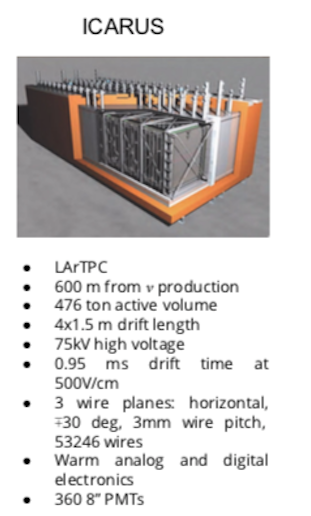 ICARUS
• LArTPC
• 600 m from ν production
• 476 ton active volume
• 4x1.5 m drift length
• 75kV high voltage
• 0.95 ms drift time at
500V/cm
• 3 wire planes: horizontal,
∓30 deg, 3mm wire pitch,
53246 wires
• Warm analog and digital
electronics
• 360 8” PMTs